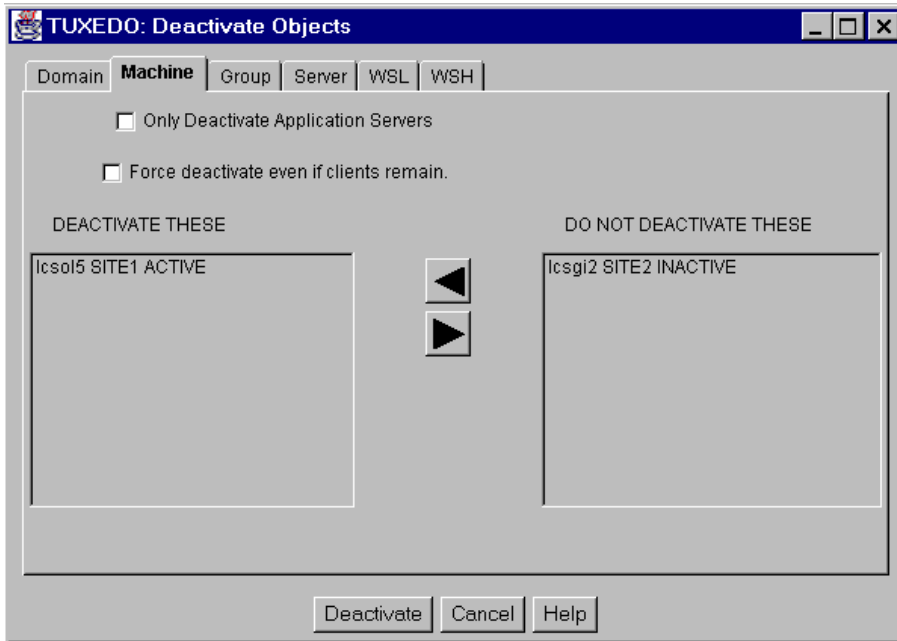 TUXEDO: Deactivate Objects
Domain Machine Group Server WSL WSH
Only Deactivate Application Servers
Force deactivate even if clients remain.
DEACTIVATE THESE DO NOT DEACTIVATE THESE
lcsol5 SITE1 ACTIVE lcsgi2 SITE2 INACTIVE
Deactivate Cancel Help